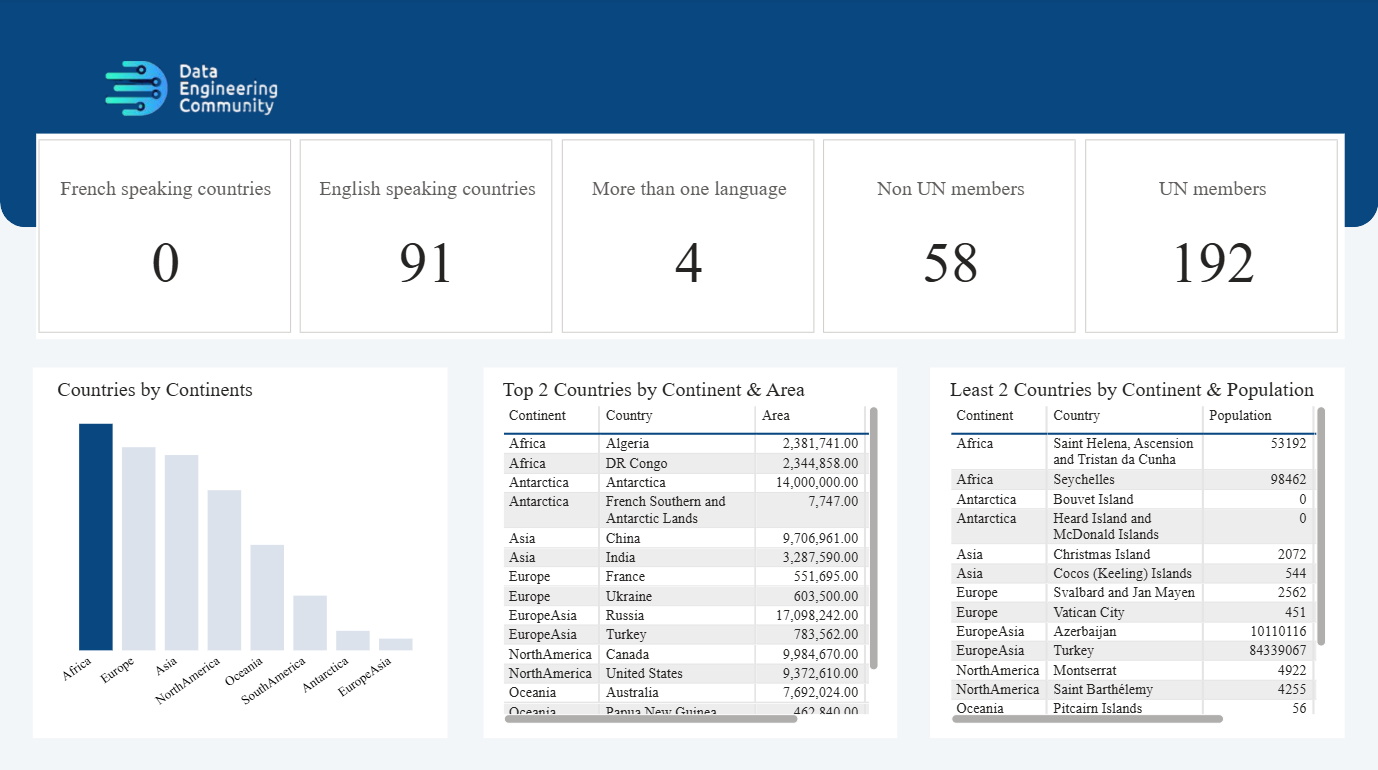 Data
Engineering
Community
French speaking countries
0
English speaking countries
91
More than one language
4
Non UN members
58
UN members
192
Countries by Continents
Africa
Europe
Asia
NorthAmerica
Oceania
SouthAmerica
Antarctica
EuropeAsia
Top 2 Countries by Continent & Area
Continent Country Area
Africa Algeria 2,381,741.00
Africa DR Congo 2,344,858.00
Antarctica Antarctica 14,000,000.00
Antarctica French Southern and 7,747.00
Antarctic Lands
Asia China 9,706,961.00
Asia India 3,287,590.00
Europe France 551,695.00
Europe Ukraine 603,500.00
EuropeAsia Russia 17,098,242.00
EuropeAsia Turkey 783,562.00
NorthAmerica Canada 9,984,670.00
NorthAmerica United States 9,372,610.00
Oceania Australia 7,692,024.00
Oceania Papua New Guinea 462,840.00
Least 2 Countries by Continent & Population
Continent Country Population
Africa Saint Helena, Ascension 53192
and Tristan da Cunha
Africa Seychelles 98462
Antarctica Bouvet Island 0
Antarctica Heard Island and 0
McDonald Islands
Asia Christmas Island 2072
Asia Cocos (Keeling) Islands 544
Europe Svalbard and Jan Mayen 2562
Europe Vatican City 451
EuropeAsia Azerbaijan 10110116
EuropeAsia Turkey 84339067
NorthAmerica Montserrat 4922
NorthAmerica Saint Barthélemy 4255
Oceania Pitcairn Islands 56